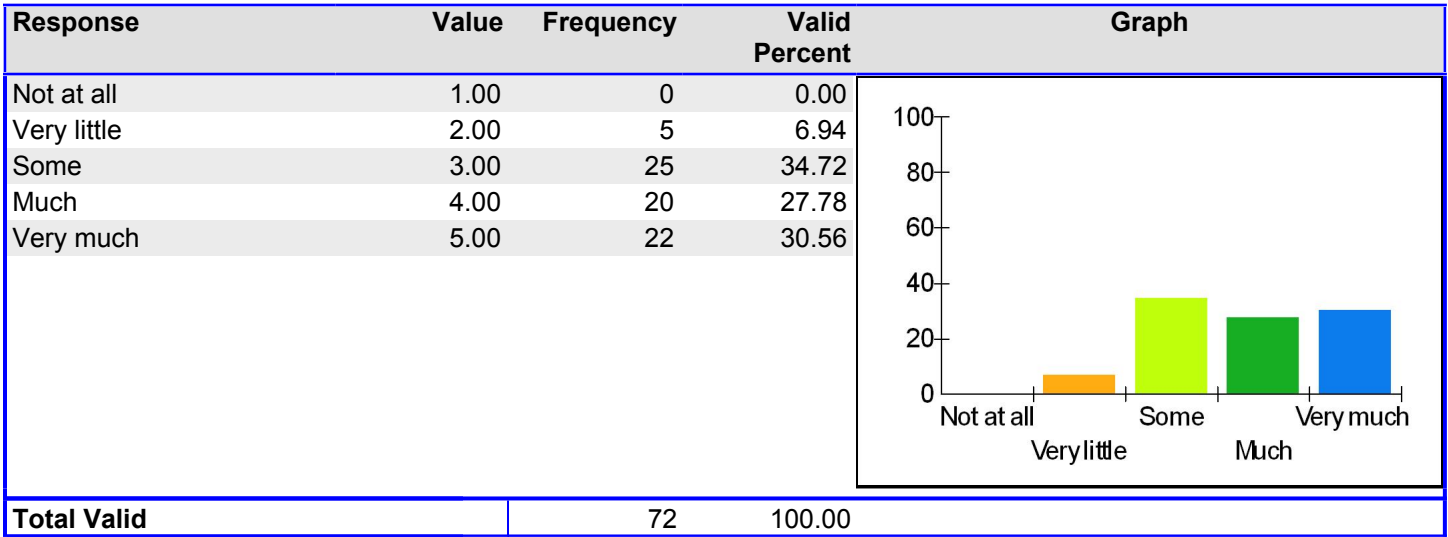 Response Value Frequency Valid Percent Graph
Not at all 1.00 0 0.00
Very little 2.00 5 6.94
Some 3.00 25 34.72
Much 4.00 20 27.78
Very much 5.00 22 30.56
100
80
60
40
20
0
Not at all Some Very much
Very little Much
Total Valid 72 100.00